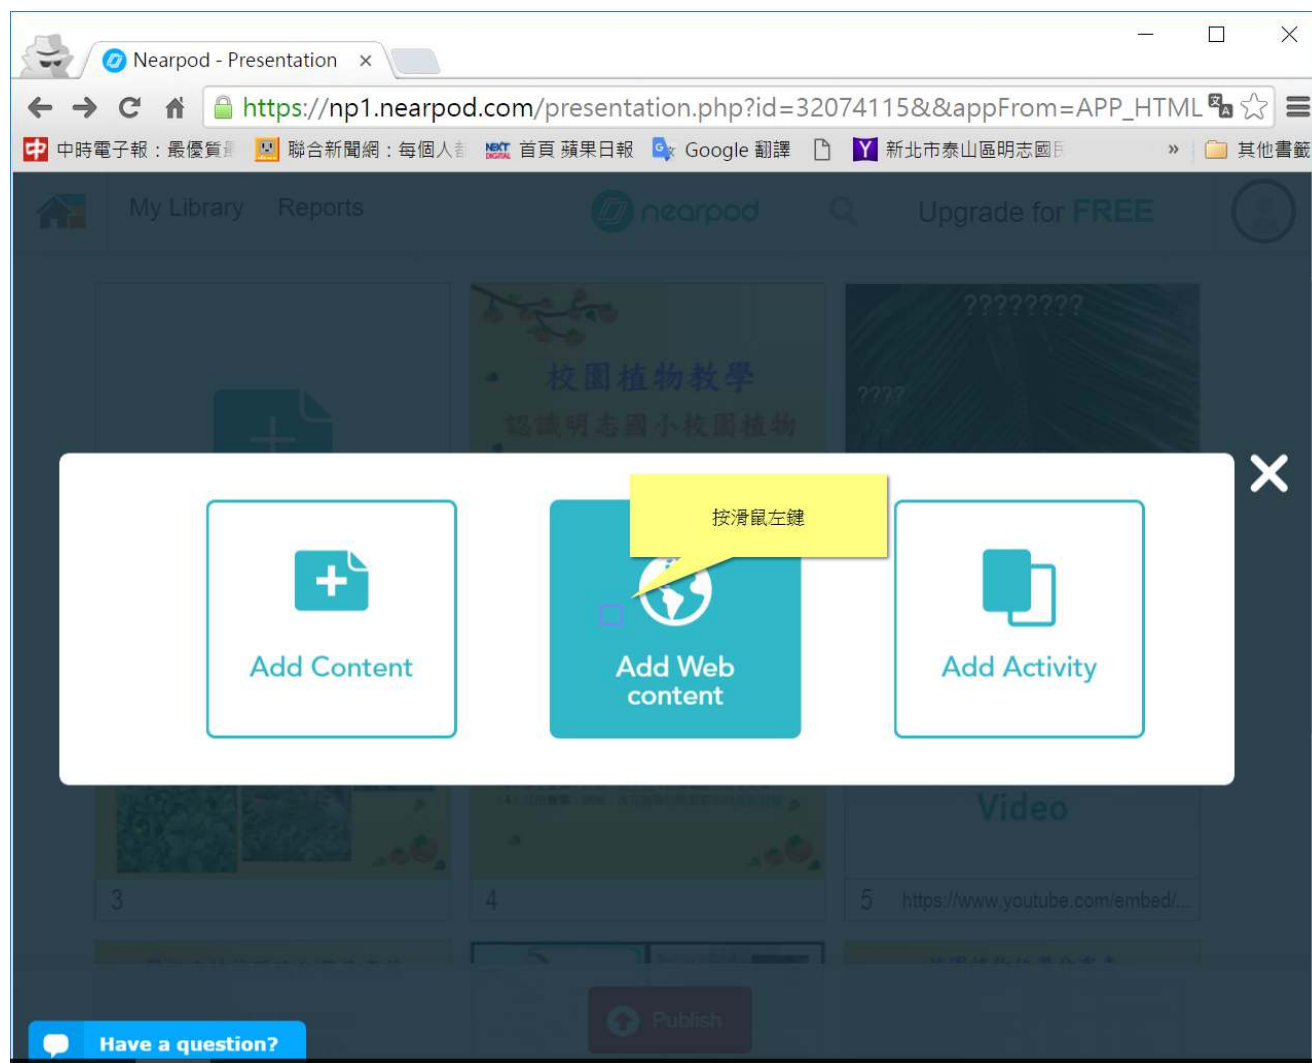 Nearpod - Presentation
https://np1.nearpod.com/presentation.php?id=32074115&&appFrom=APP_HTML
中時電子報：最優質
聯合新聞網：每個人
NEXT DIGITAL
首頁 蘋果日報
Google 翻譯
新北市泰山區明志國
»
其他書籤
My Library
Reports
nearpod
Upgrade for FREE
????????
校園植物教學
????
認識明志國小校園植物
按滑鼠左鍵
Add Content
Add Web
content
Add Activity
Video
3
4
5
https://www.youtube.com/embed/...
Publish
Have a question?